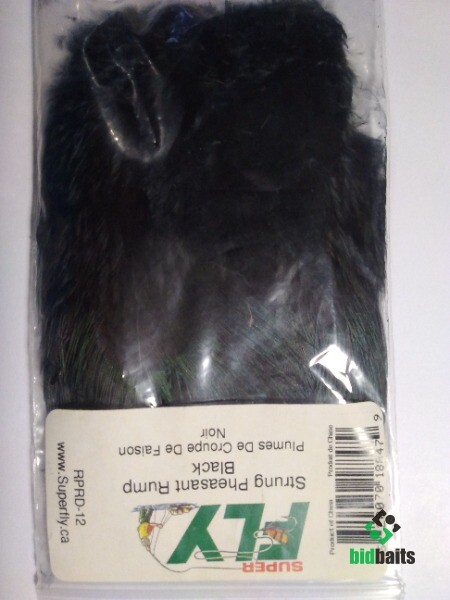 SUPER
FLY
Strung Pheasant Rump
Black
Plumes De Croupe De Faison
Noir
RPRD-12
www.Superfly.ca
Product of China
Produit de Chine
bidbaits